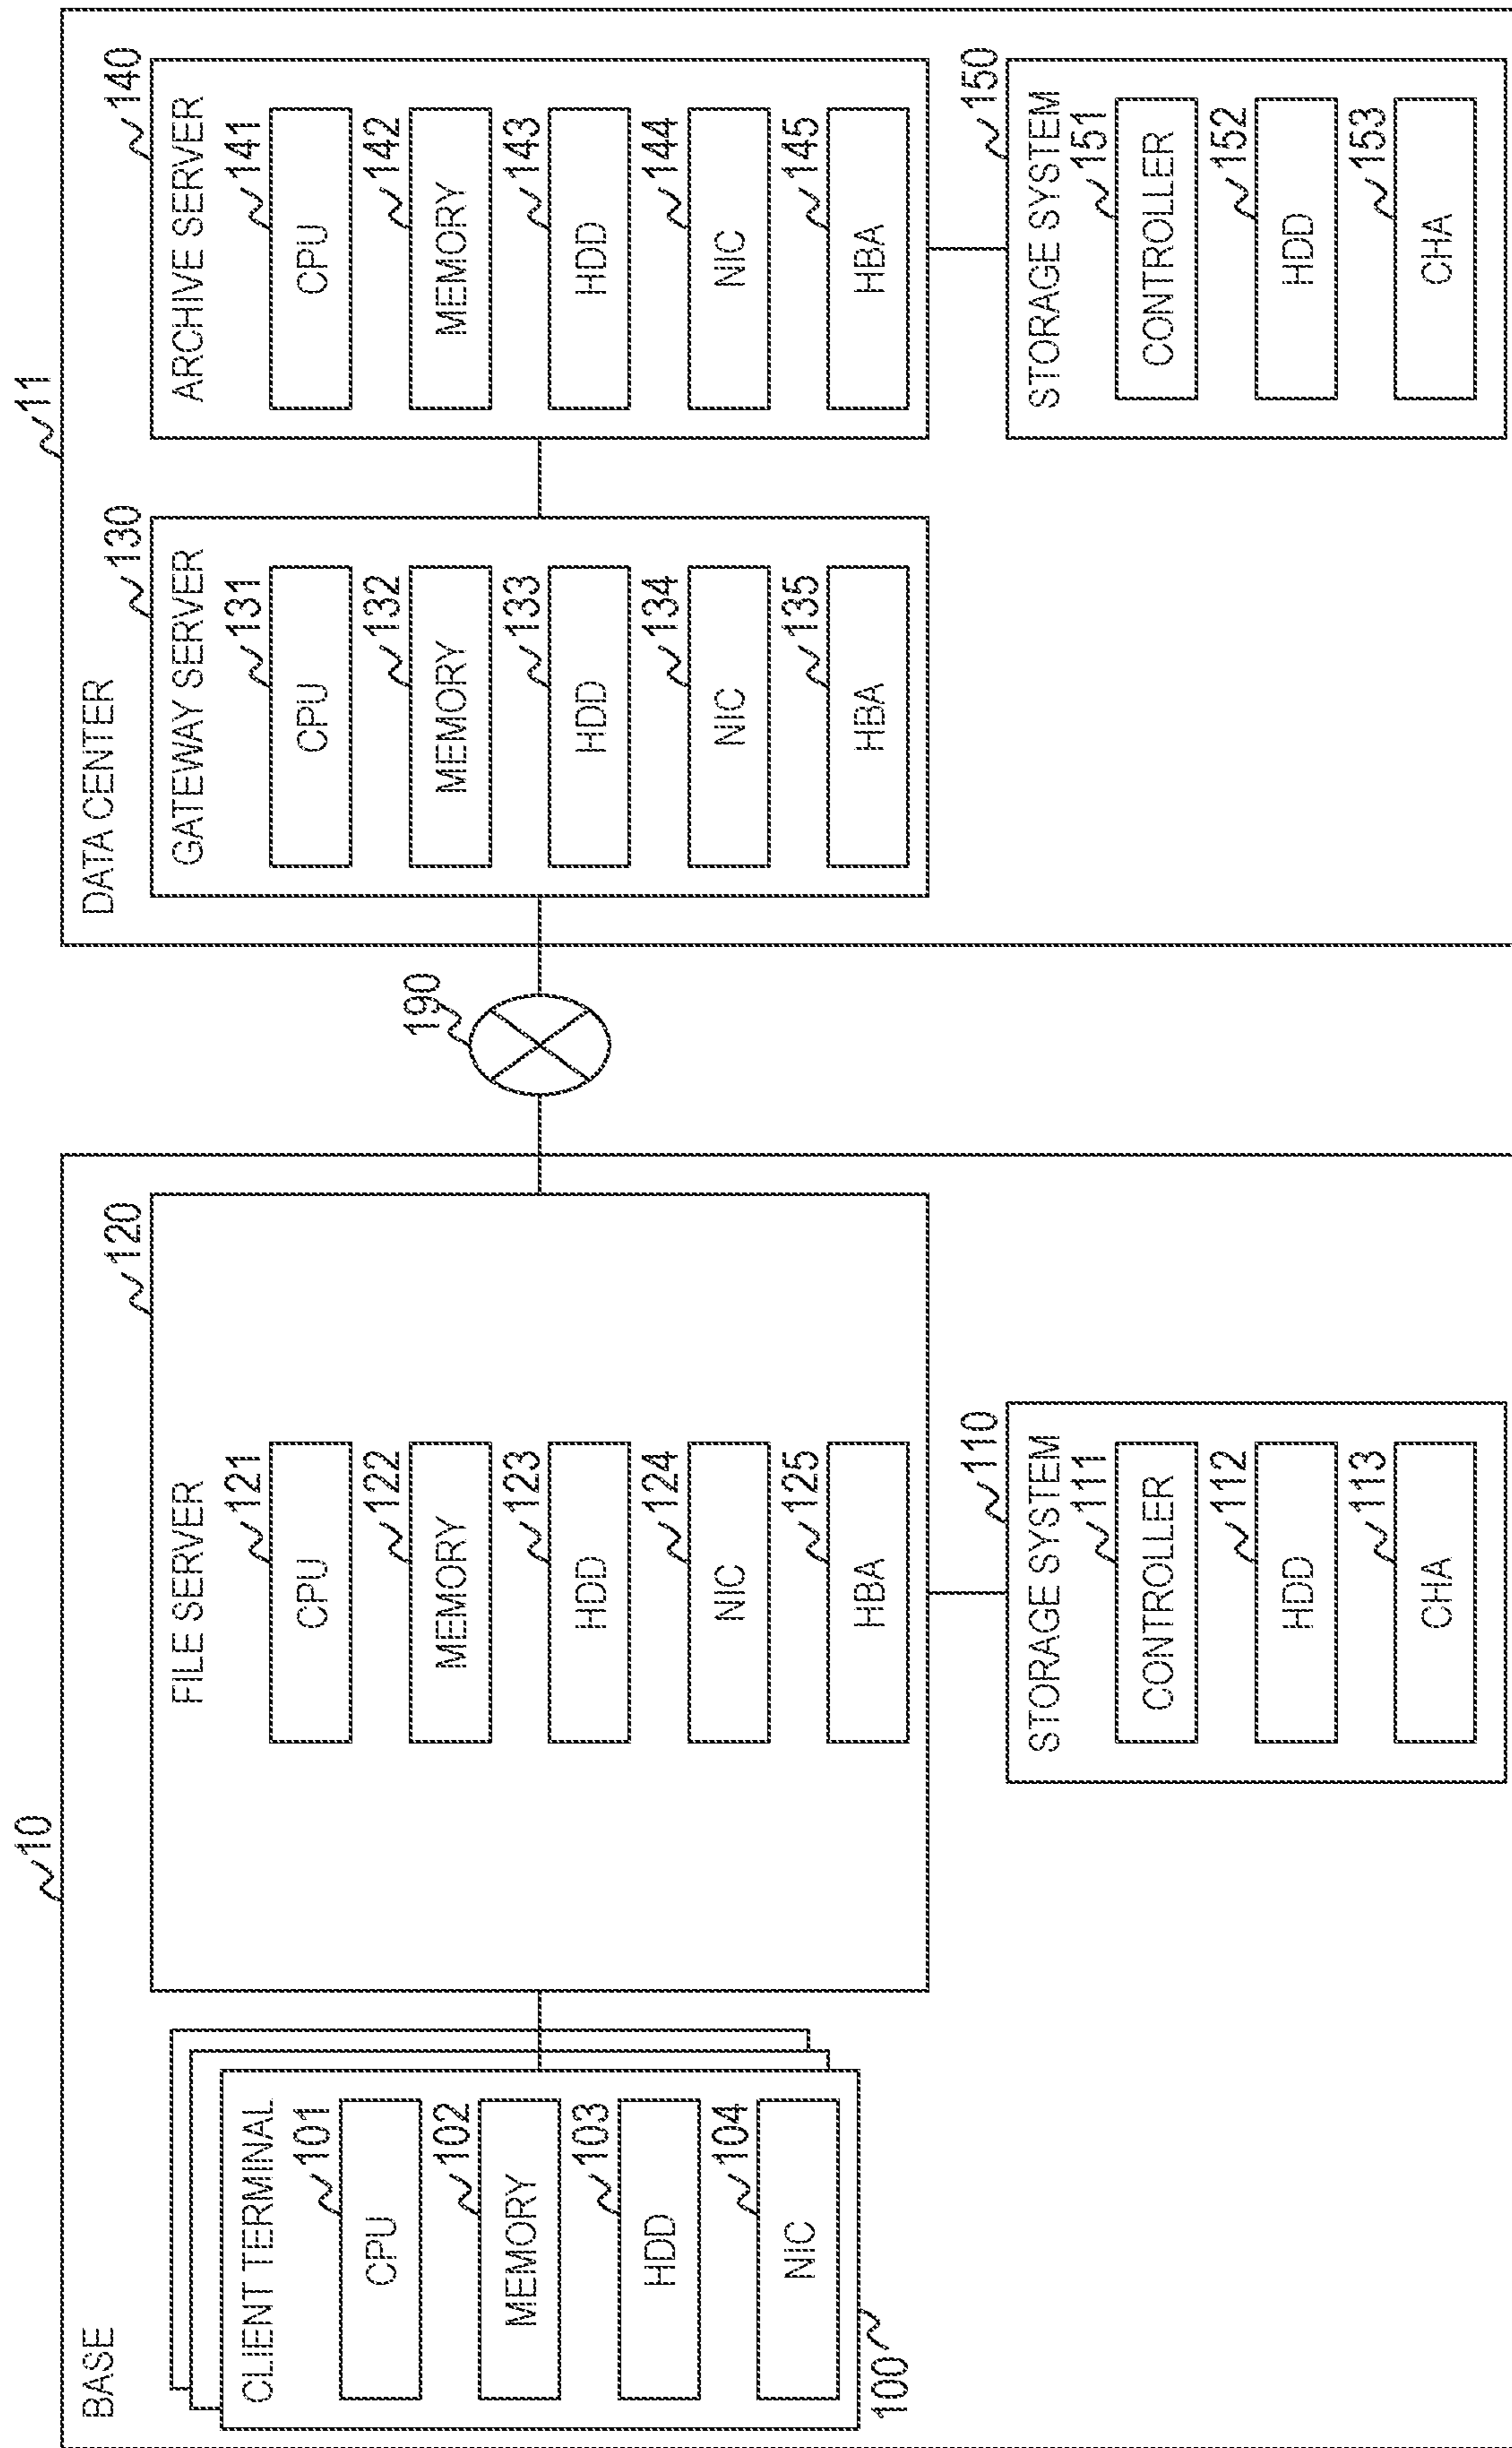 10
BASE
CLIENT TERMINAL
101
CPU
102
MEMORY
103
HDD
104
NIC
100
120
FILE SERVER
121
CPU
122
MEMORY
123
HDD
124
NIC
125
HBA
110
STORAGE SYSTEM
111
CONTROLLER
112
HDD
113
CHA
190
11
DATA CENTER
130
GATEWAY SERVER
131
CPU
132
MEMORY
133
HDD
134
NIC
135
HBA
140
ARCHIVE SERVER
141
CPU
142
MEMORY
143
HDD
144
NIC
145
HBA
150
STORAGE SYSTEM
151
CONTROLLER
152
HDD
153
CHA